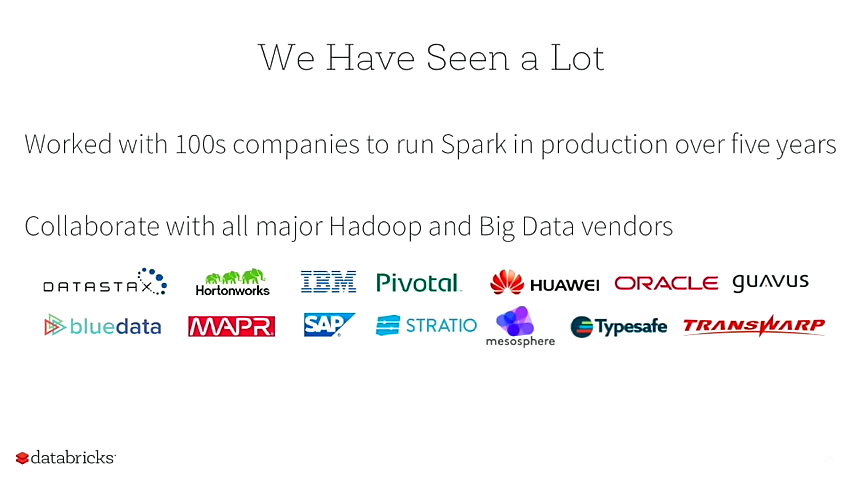 We Have Seen a Lot
Worked with 100s companies to run Spark in production over five years
Collaborate with all major Hadoop and Big Data vendors
DATASTAX Hortonworks IBM Pivotal HUAWEI ORACLE guavus
bluedata MAPR SAP STRATIO mesosphere Typesafe TRANSWARP
databricks